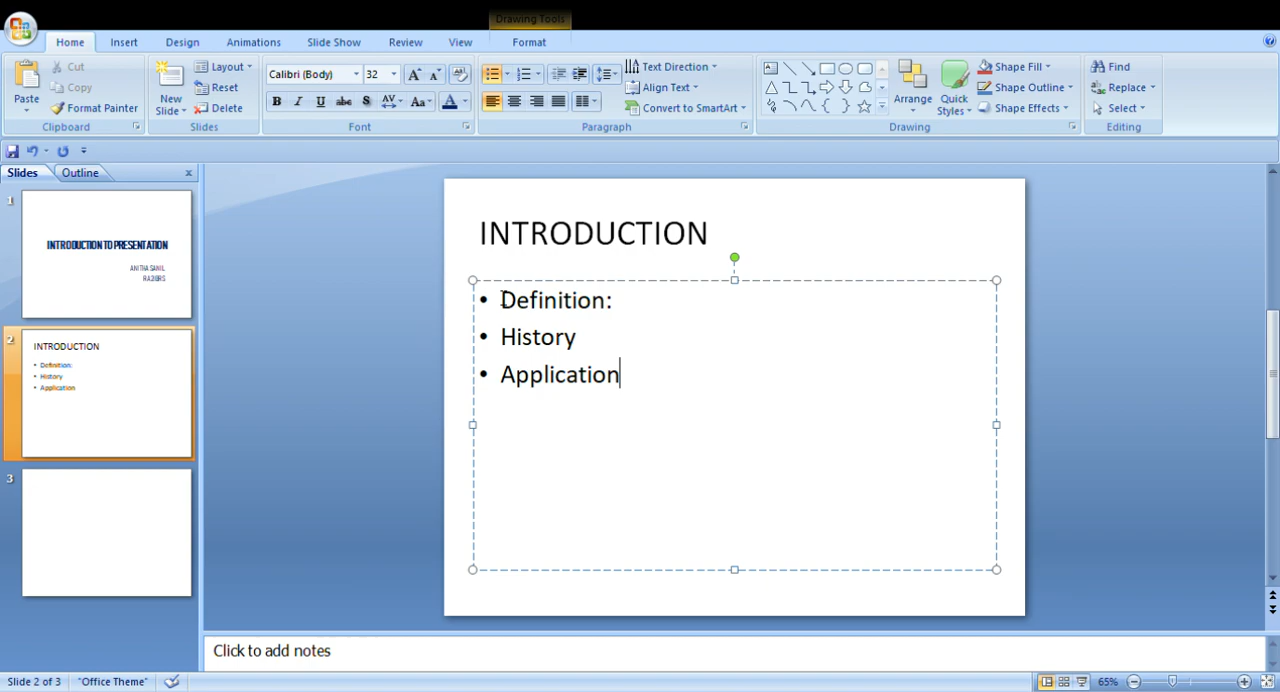 Drawing Tools
Home Insert Design Animations Slide Show Review View Format
Paste
Cut
Copy
Format Painter
Clipboard
New Slide
Layout
Reset
Delete
Slides
Calibri (Body) 32
B I U abc S AV Aa A
Font
Text Direction
Align Text
Convert to SmartArt
Paragraph
Arrange
Quick Styles
Shape Fill
Shape Outline
Shape Effects
Drawing
Find
Replace
Select
Editing
Slides Outline
1
INTRODUCTION TO PRESENTATION
ANITHA SANIL
2
INTRODUCTION
• Definition:
• History
• Application
3
INTRODUCTION
• Definition:
• History
• Application
Click to add notes
Slide 2 of 3 "Office Theme" 65%